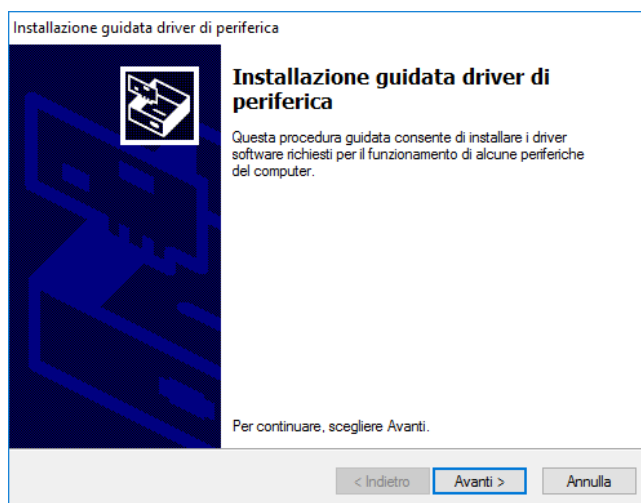 Installazione guidata driver di periferica
Installazione guidata driver di
periferica
Questa procedura guidata consente di installare i driver
software richiesti per il funzionamento di alcune periferiche
del computer.
Per continuare, scegliere Avanti.
< Indietro
Avanti >
Annulla